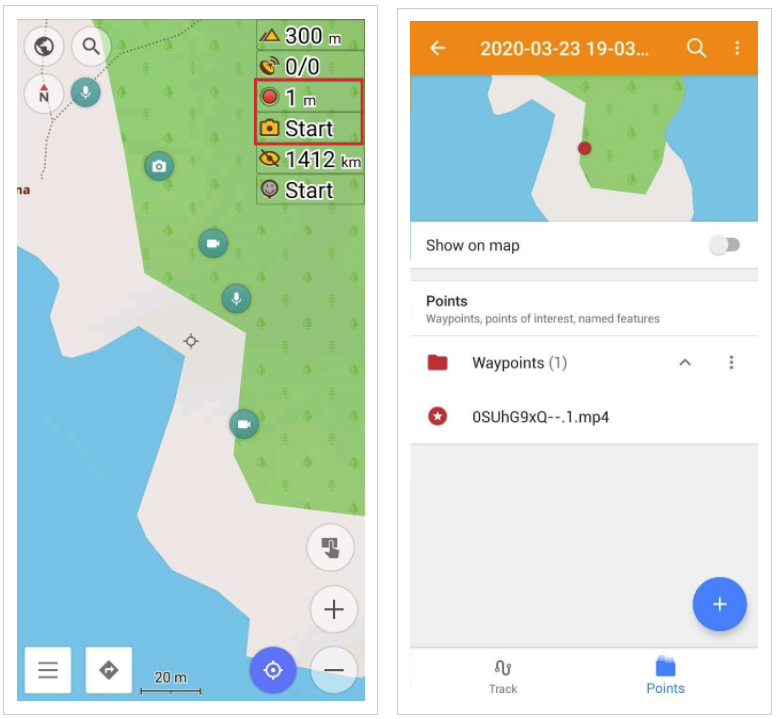 300 m
0/0
1 m
Start
1412 km
Start
N
na
20 m
2020-03-23 19-03...
Show on map
Points
Waypoints, points of interest, named features
Waypoints (1)
0SUhG9xQ--.1.mp4
Track
Points